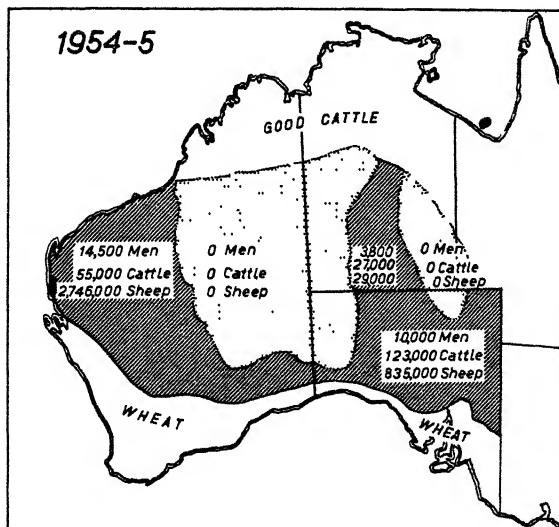 1954-5
GOOD CATTLE
14,500 Men
55,000 Cattle
2,746,000 Sheep
0 Men
0 Cattle
0 Sheep
3800
27,000
29,000
0 Men
0 Cattle
0 Sheep
10,000 Men
123,000 Cattle
835,000 Sheep
WHEAT
WHEAT